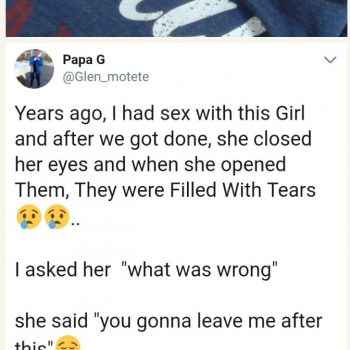 Papa G
@Glen_motete
Years ago, I had sex with this Girl
and after we got done, she closed
her eyes and when she opened
Them, They were Filled With Tears
😢😢..
I asked her "what was wrong"
she said "you gonna leave me after
this"😔